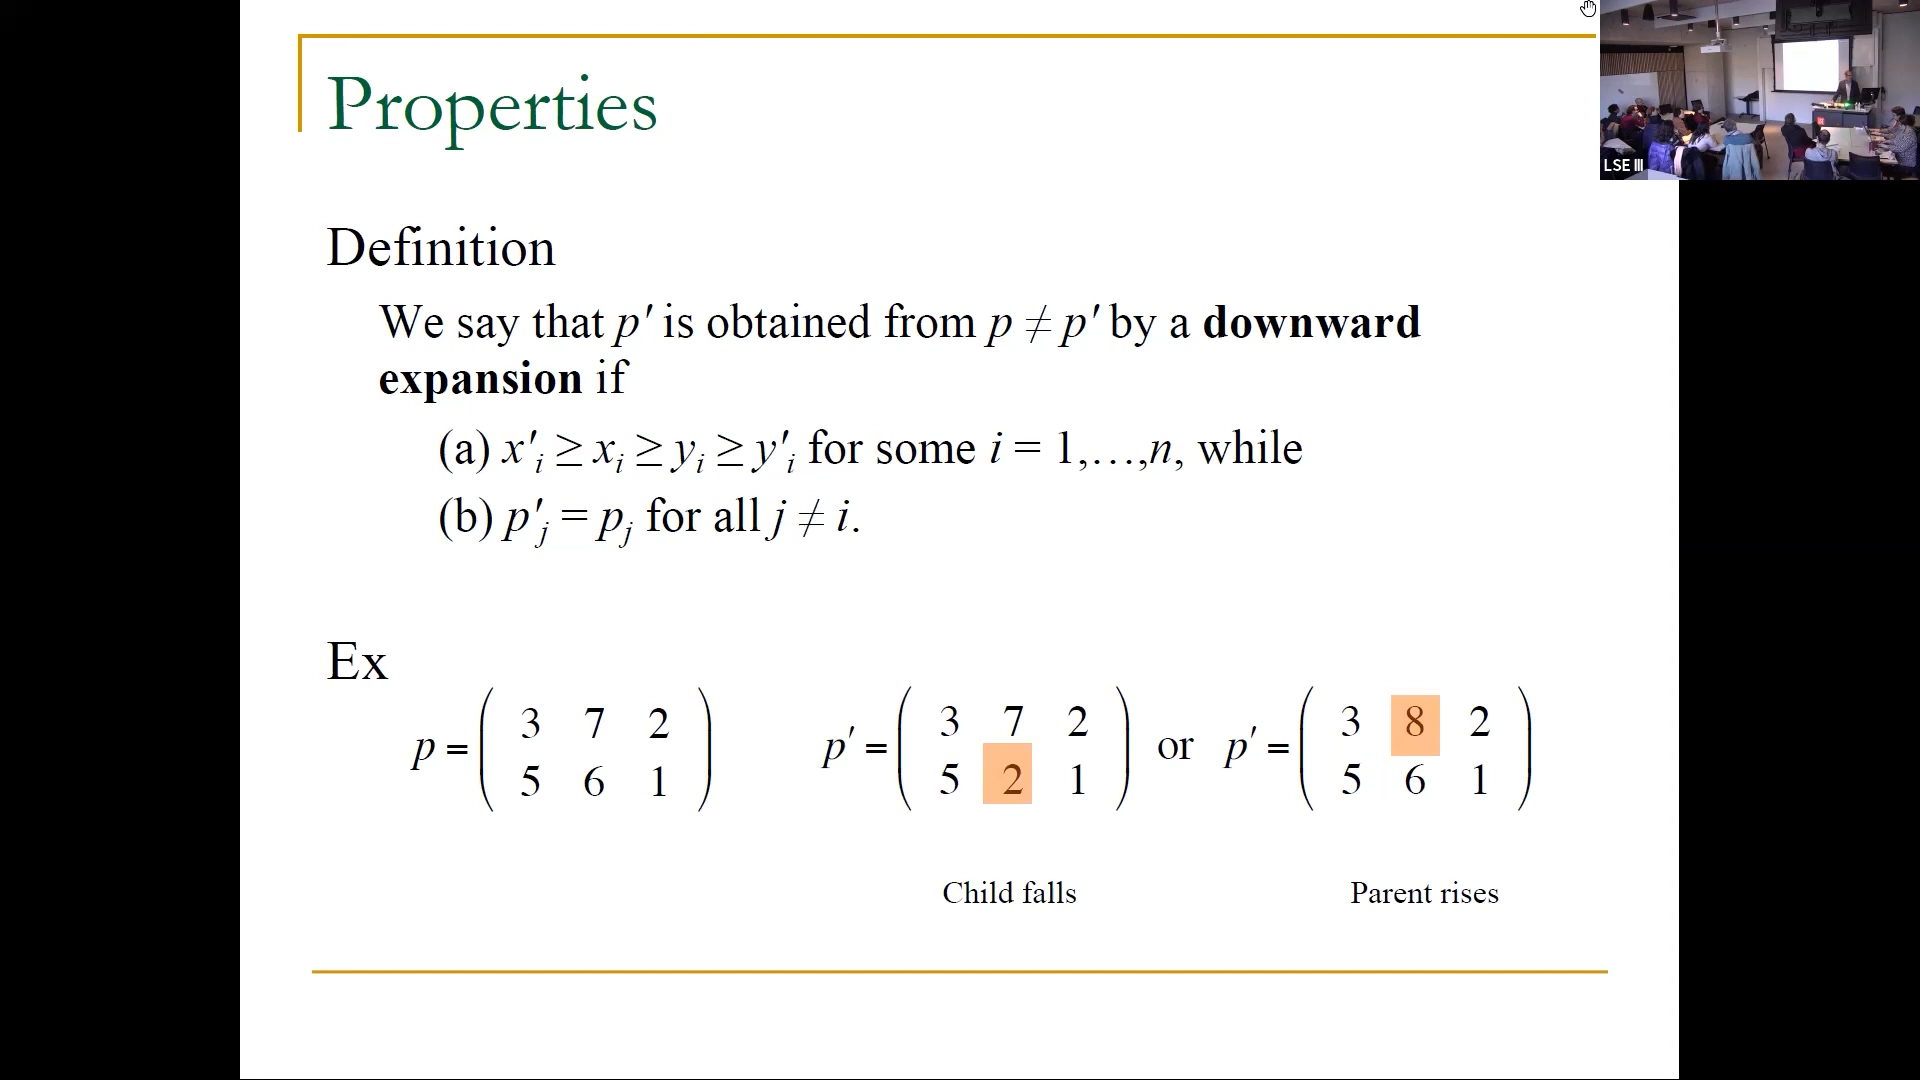 Properties
LSE III
Definition
We say that p′ is obtained from p ≠ p′ by a downward
expansion if
(a) x′ᵢ ≥ xᵢ ≥ yᵢ ≥ y′ᵢ for some i = 1,…,n, while
(b) p′ⱼ = pⱼ for all j ≠ i.
Ex
p = ( 3 7 2
5 6 1 )
p′ = ( 3 7 2
5 2 1 )
or p′ = ( 3 8 2
5 6 1 )
Child falls
Parent rises